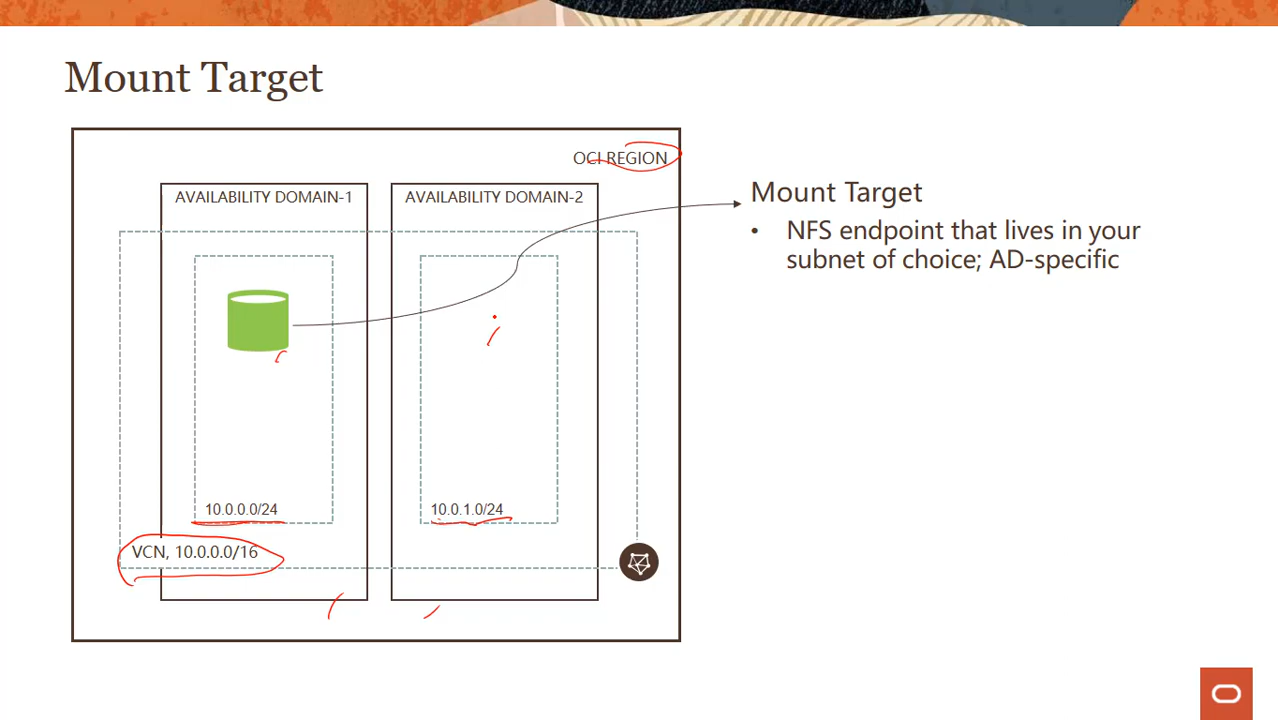 Mount Target
OCI REGION
AVAILABILITY DOMAIN-1
AVAILABILITY DOMAIN-2
10.0.0.0/24
10.0.1.0/24
VCN, 10.0.0.0/16
Mount Target
• NFS endpoint that lives in your
subnet of choice; AD-specific